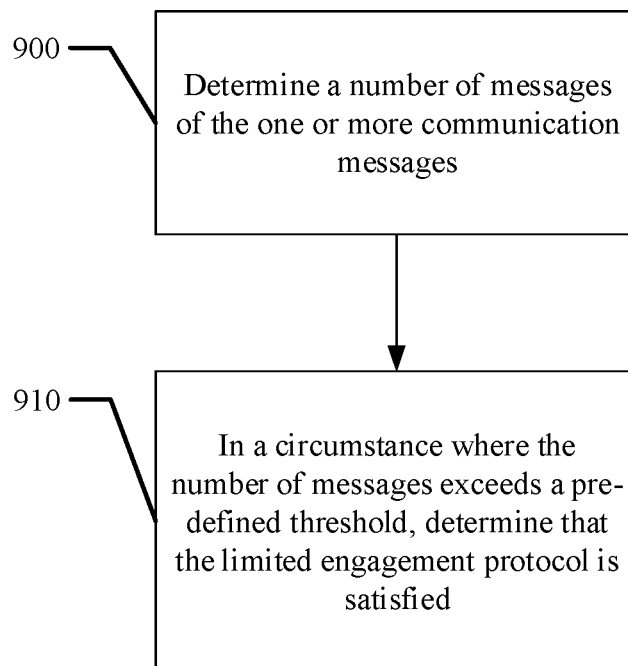 900
Determine a number of messages
of the one or more communication
messages
910
In a circumstance where the
number of messages exceeds a pre-
defined threshold, determine that
the limited engagement protocol is
satisfied